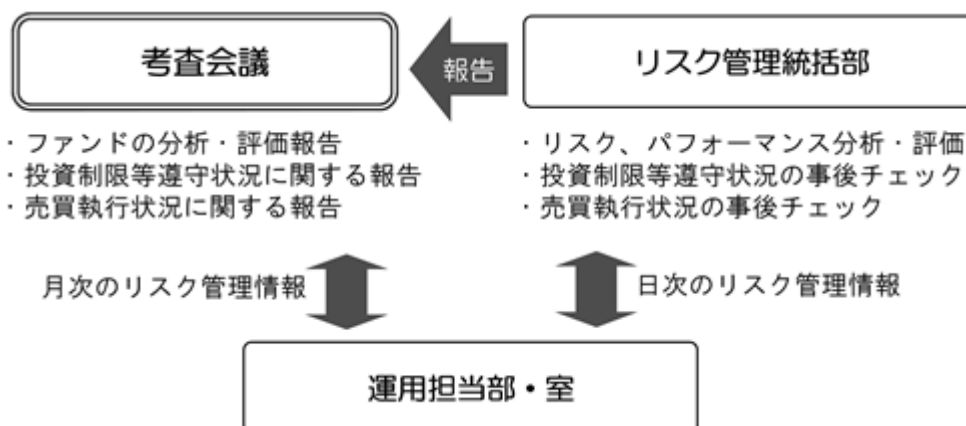 考査会議
報告
リスク管理統括部
・ファンドの分析・評価報告
・投資制限等遵守状況に関する報告
・売買執行状況に関する報告
・リスク、パフォーマンス分析・評価
・投資制限等遵守状況の事後チェック
・売買執行状況の事後チェック
月次のリスク管理情報
日次のリスク管理情報
運用担当部・室